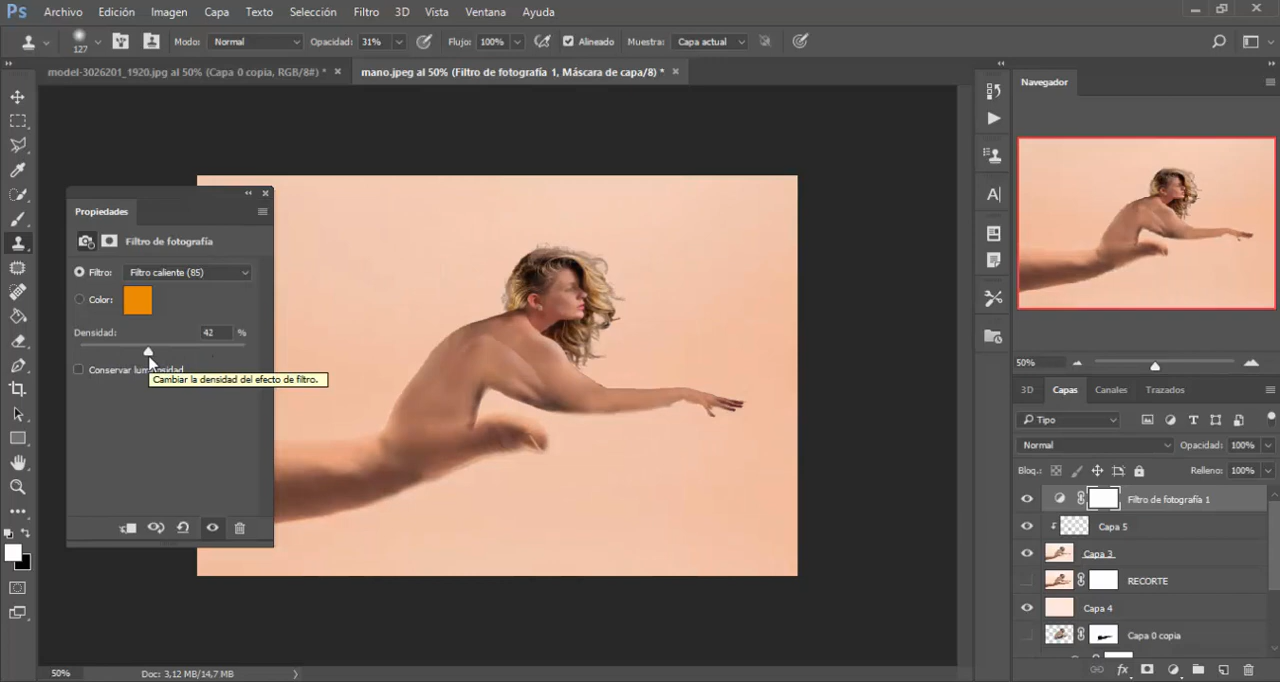 Ps Archivo Edición Imagen Capa Texto Selección Filtro 3D Vista Ventana Ayuda
127 Modo: Normal Opacidad: 31% Flujo: 100% Alineado Muestra: Capa actual
model-3026201_1920.jpg al 50% (Capa 0 copia, RGB/8#) * × mano.jpeg al 50% (Filtro de fotografía 1, Máscara de capa/8) * ×
Navegador
Propiedades
Filtro de fotografía
Filtro: Filtro caliente (85)
Color:
Densidad: 42 %
Conservar luminosidad
Cambiar la densidad del efecto de filtro.
50%
3D Capas Canales Trazados
Tipo
Normal Opacidad: 100%
Bloq.: Relleno: 100%
Filtro de fotografía 1
Capa 5
Capa 3
RECORTE
Capa 4
Capa 0 copia
50% Doc: 3,12 MB/14,7 MB